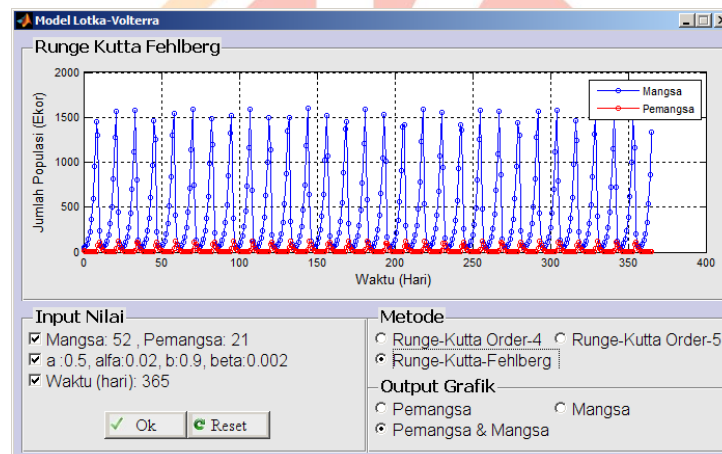 Model Lotka-Volterra
Runge Kutta Fehlberg
2000
1500
1000
500
0
Jumlah Populasi (Ekor)
Mangsa
Pemangsa
0 50 100 150 200 250 300 350 400
Waktu (Hari)
Input Nilai
Mangsa: 52 , Pemangsa: 21
a :0.5, alfa:0.02, b:0.9, beta:0.002
Waktu (hari): 365
Ok Reset
Metode
Runge-Kutta Order-4 Runge-Kutta Order-5
Runge-Kutta-Fehlberg
Output Grafik
Pemangsa Mangsa
Pemangsa & Mangsa